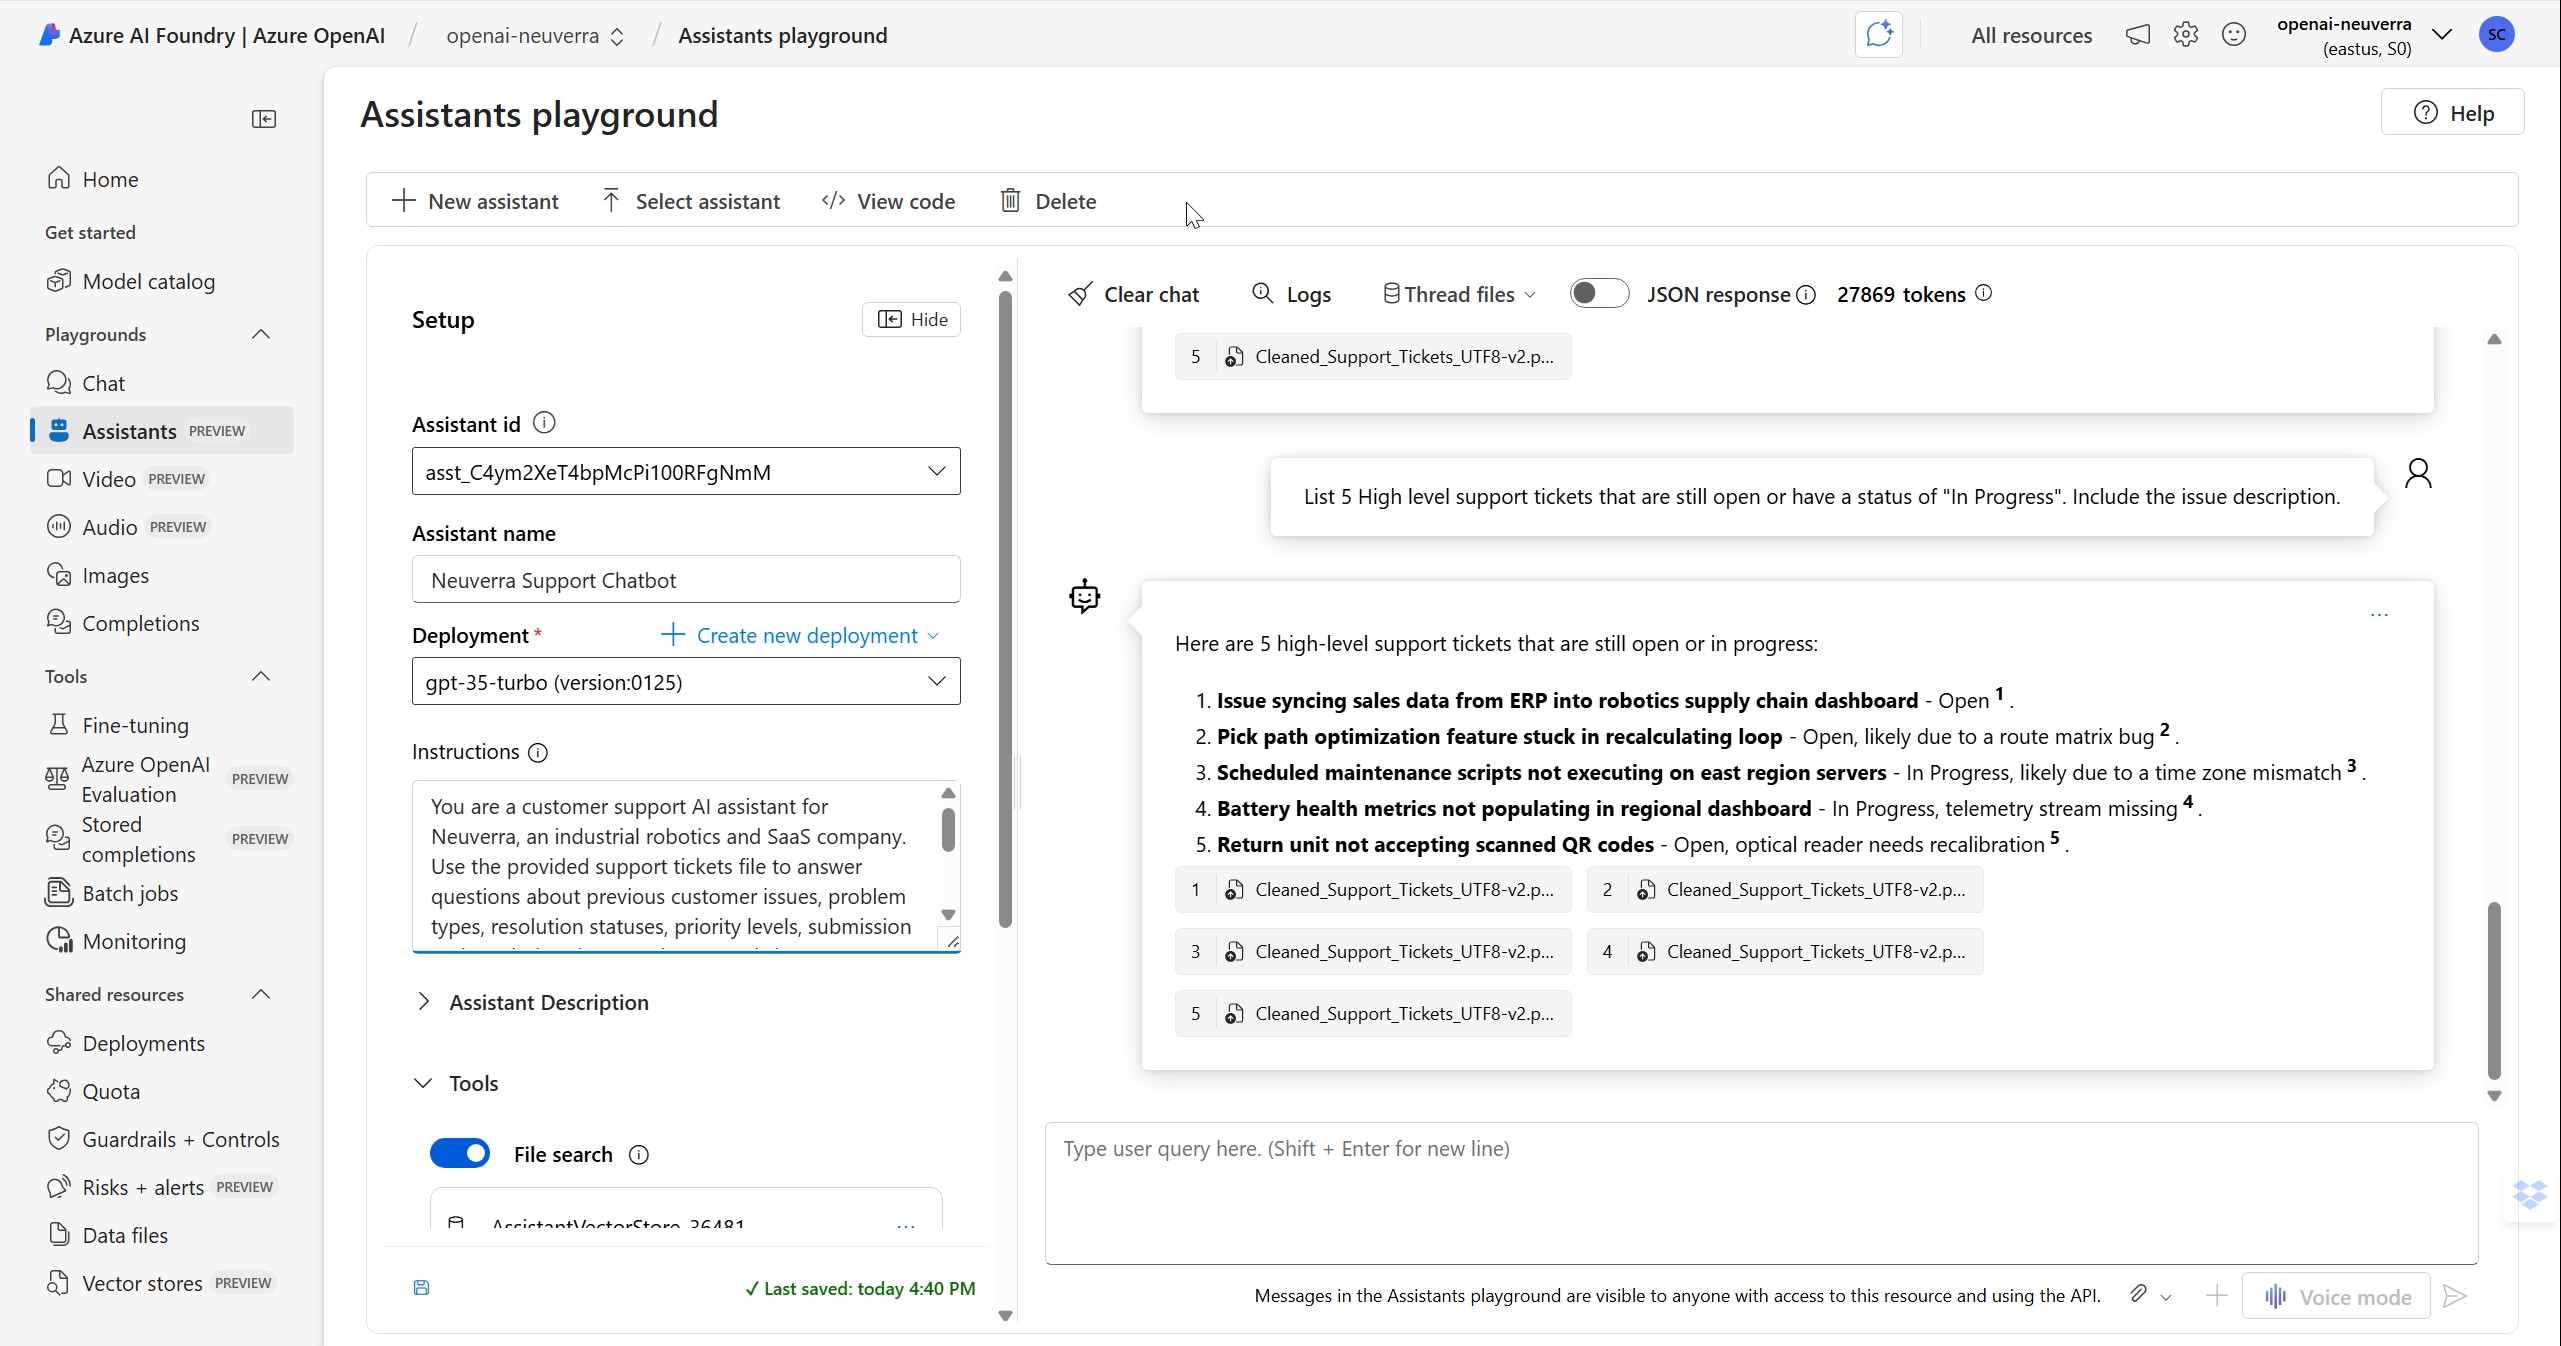 Azure AI Foundry | Azure OpenAI / openai-neuverra / Assistants playground
All resources
openai-neuverra
(eastus, S0)
SC
Home
Get started
Model catalog
Playgrounds
Chat
Assistants PREVIEW
Video PREVIEW
Audio PREVIEW
Images
Completions
Tools
Fine-tuning
Azure OpenAI
Evaluation
PREVIEW
Stored
completions
PREVIEW
Batch jobs
Monitoring
Shared resources
Deployments
Quota
Guardrails + Controls
Risks + alerts PREVIEW
Data files
Vector stores PREVIEW
Assistants playground
Help
New assistant
Select assistant
View code
Delete
Setup
Hide
Assistant id
asst_C4ym2XeT4bpMcPi100RFgNmM
Assistant name
Neuverra Support Chatbot
Deployment *
Create new deployment
gpt-35-turbo (version:0125)
Instructions
You are a customer support AI assistant for
Neuverra, an industrial robotics and SaaS company.
Use the provided support tickets file to answer
questions about previous customer issues, problem
types, resolution statuses, priority levels, submission
Assistant Description
Tools
File search
AssistantVectorStore_36481
...
✓ Last saved: today 4:40 PM
Clear chat
Logs
Thread files
JSON response
27869 tokens
5 Cleaned_Support_Tickets_UTF8-v2.p...
List 5 High level support tickets that are still open or have a status of "In Progress". Include the issue description.
...
Here are 5 high-level support tickets that are still open or in progress:
1. Issue syncing sales data from ERP into robotics supply chain dashboard - Open 1 .
2. Pick path optimization feature stuck in recalculating loop - Open, likely due to a route matrix bug 2 .
3. Scheduled maintenance scripts not executing on east region servers - In Progress, likely due to a time zone mismatch 3 .
4. Battery health metrics not populating in regional dashboard - In Progress, telemetry stream missing 4 .
5. Return unit not accepting scanned QR codes - Open, optical reader needs recalibration 5 .
1 Cleaned_Support_Tickets_UTF8-v2.p...
2 Cleaned_Support_Tickets_UTF8-v2.p...
3 Cleaned_Support_Tickets_UTF8-v2.p...
4 Cleaned_Support_Tickets_UTF8-v2.p...
5 Cleaned_Support_Tickets_UTF8-v2.p...
Type user query here. (Shift + Enter for new line)
Messages in the Assistants playground are visible to anyone with access to this resource and using the API.
Voice mode